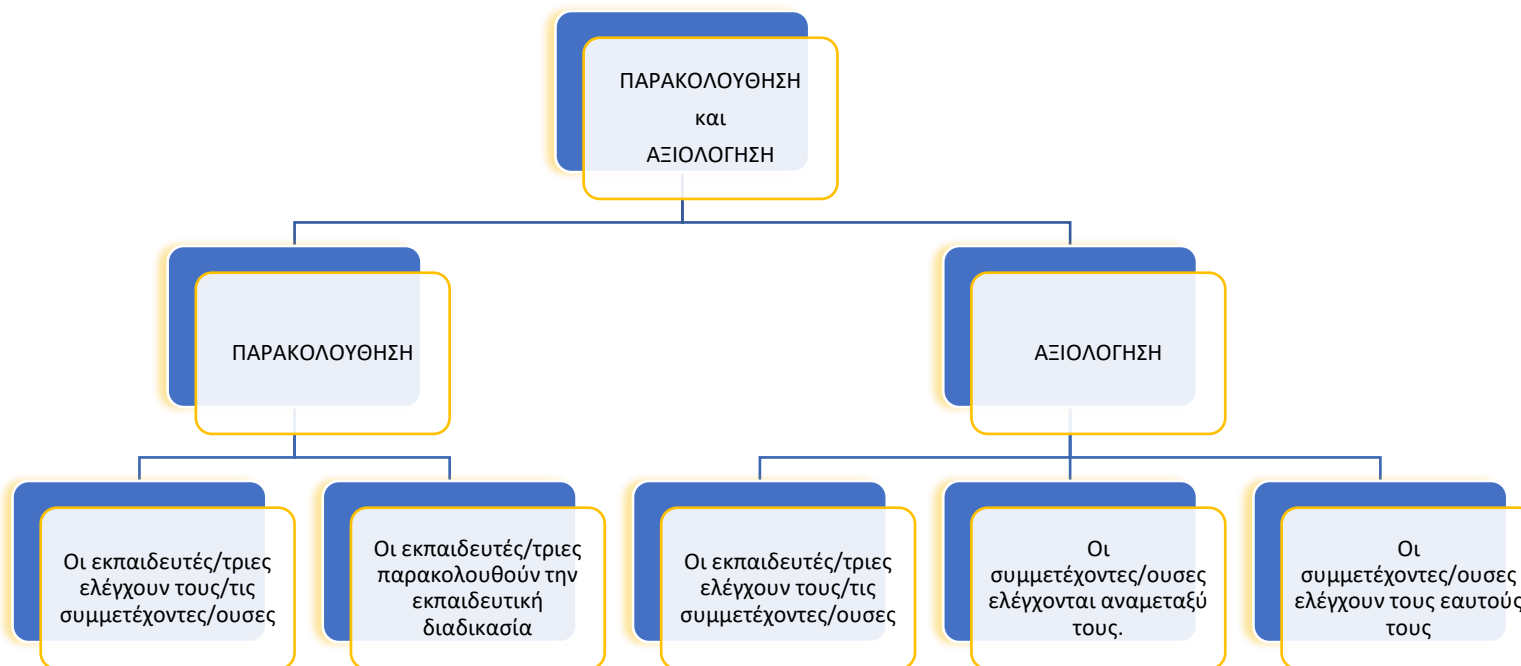 ΠΑΡΑΚΟΛΟΥΘΗΣΗ
και
ΑΞΙΟΛΟΓΗΣΗ
ΠΑΡΑΚΟΛΟΥΘΗΣΗ
ΑΞΙΟΛΟΓΗΣΗ
Οι εκπαιδευτές/τριες
ελέγχουν τους/τις
συμμετέχοντες/ουσες
Οι εκπαιδευτές/τριες
παρακολουθούν την
εκπαιδευτική
διαδικασία
Οι εκπαιδευτές/τριες
ελέγχουν τους/τις
συμμετέχοντες/ουσες
Οι
συμμετέχοντες/ουσες
ελέγχονται αναμεταξύ
τους.
Οι
συμμετέχοντες/ουσες
ελέγχουν τους εαυτούς
τους